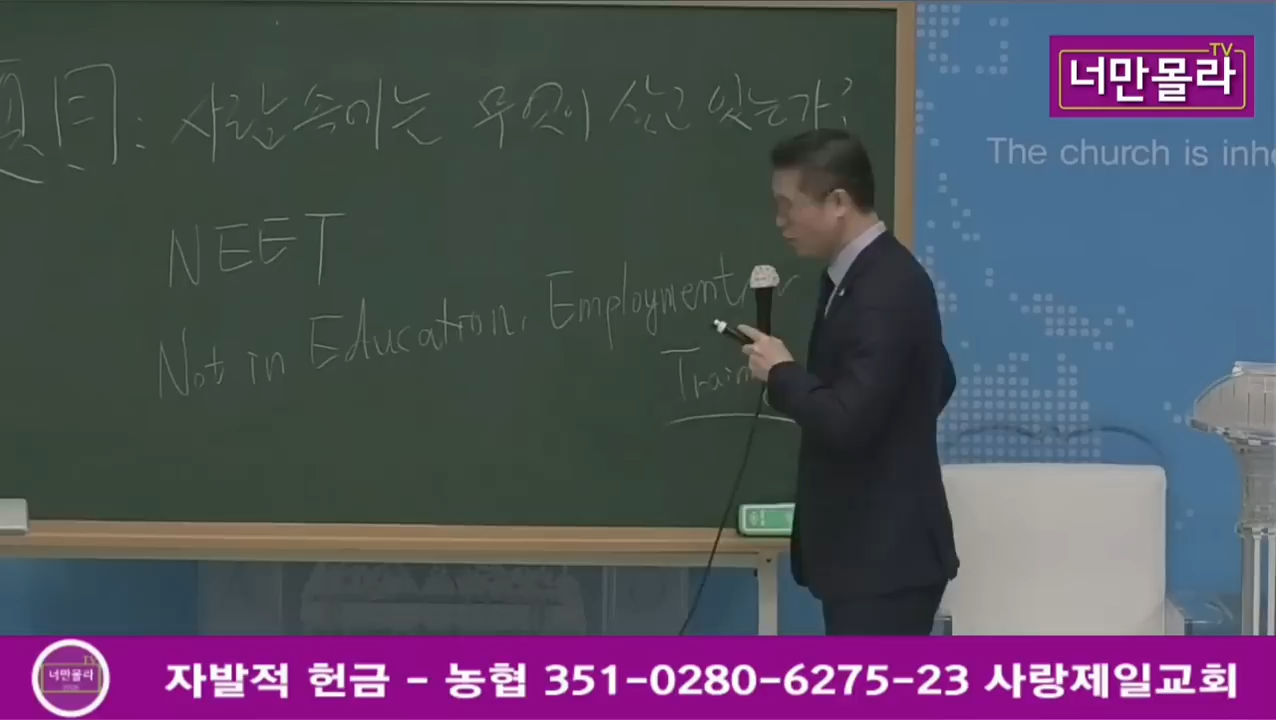 題目: 사람 속에는 무엇이 살고 있는가?
NEET
Not in Education, Employment or
Training
너만몰라 TV
The church is inhe
너만몰라 TV
자발적 헌금 - 농협 351-0280-6275-23 사랑제일교회